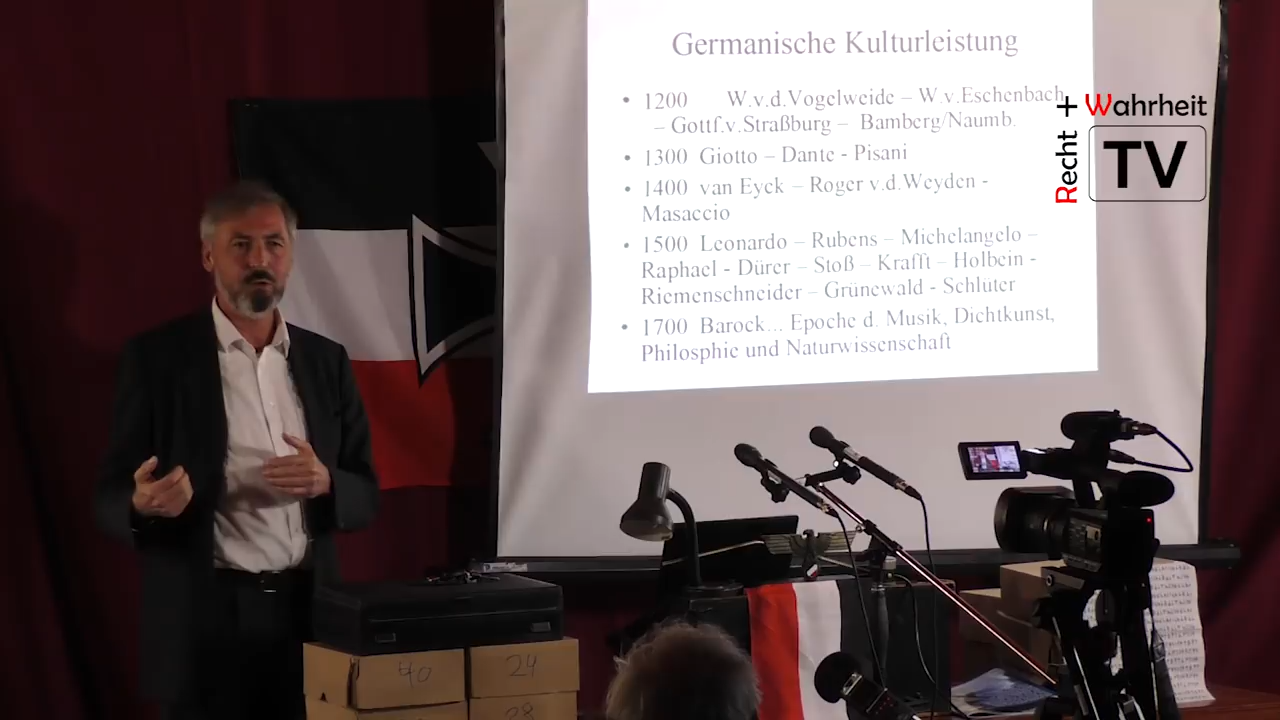 Germanische Kulturleistung
• 1200 W.v.d.Vogelweide – W.v.Eschenbach
– Gottf.v.Straßburg – Bamberg/Naumb.
• 1300 Giotto – Dante - Pisani
• 1400 van Eyck – Roger v.d.Weyden -
Masaccio
• 1500 Leonardo – Rubens – Michelangelo –
Raphael - Dürer – Stoß – Krafft – Holbein -
Riemenschneider – Grünewald - Schlüter
• 1700 Barock... Epoche d. Musik, Dichtkunst,
Philosphie und Naturwissenschaft
Recht + Wahrheit
TV
40
24
28